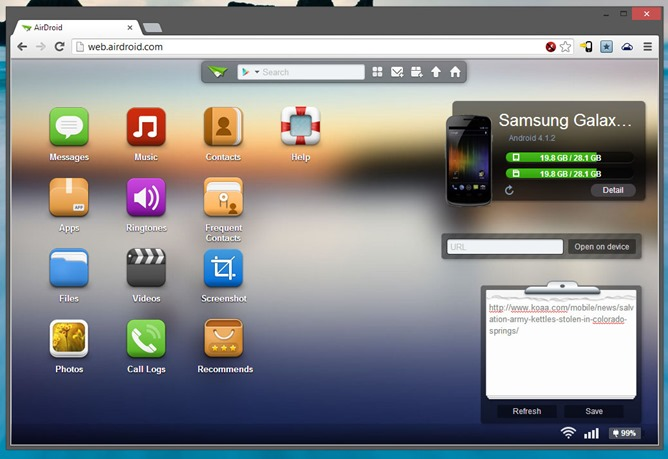 AirDroid
web.airdroid.com
Search
Messages
Music
Contacts
Help
Samsung Galax...
Android 4.1.2
19.8 GB / 28.1 GB
19.8 GB / 28.1 GB
Detail
APP
Apps
Ringtones
Frequent
Contacts
URL
Open on device
Files
Videos
Screenshot
http://www.koaa.com/mobile/news/salv
ation-army-kettles-stolen-in-colorado-
springs/
Photos
Call Logs
Recommends
Refresh
Save
99%